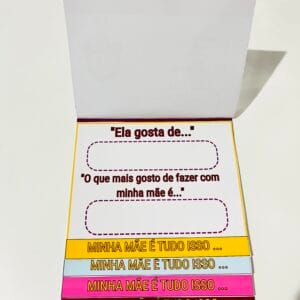 "Ela gosta de..."
"O que mais gosto de fazer com
minha mãe é..."
MINHA MÃE É TUDO ISSO ...
MINHA MÃE É TUDO ISSO ...
MINHA MÃE É TUDO ISSO ...